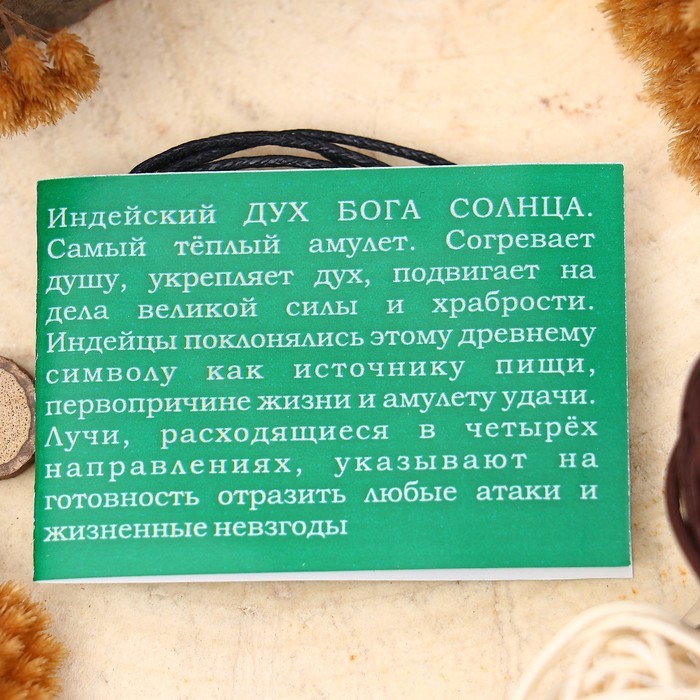 Индейский ДУХ БОГА СОЛНЦА.
Самый тёплый амулет. Согревает
душу, укрепляет дух, подвигает на
дела великой силы и храбрости.
Индейцы поклонялись этому древнему
символу как источнику пищи,
первопричине жизни и амулету удачи.
Лучи, расходящиеся в четырёх
направлениях, указывают на
готовность отразить любые атаки и
жизненные невзгоды